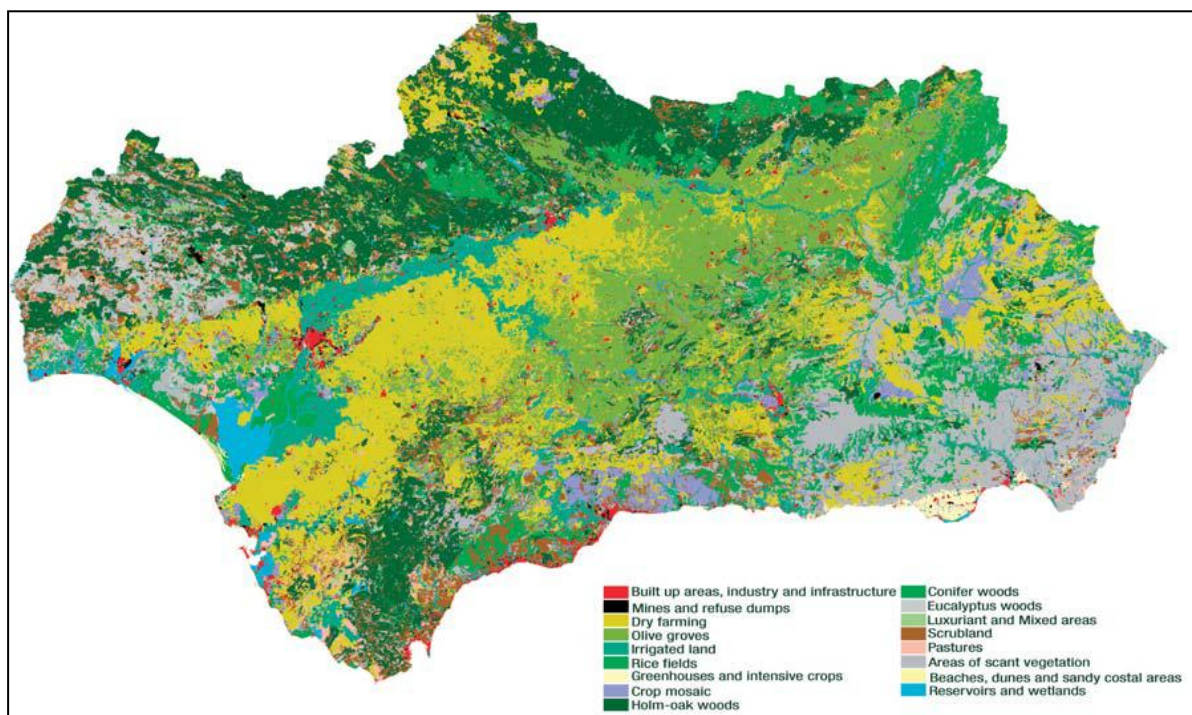 Built up areas, industry and infrastructure
Mines and refuse dumps
Dry farming
Olive groves
Irrigated land
Rice fields
Greenhouses and intensive crops
Crop mosaic
Holm-oak woods
Conifer woods
Eucalyptus woods
Luxuriant and Mixed areas
Scrubland
Pastures
Areas of scant vegetation
Beaches, dunes and sandy costal areas
Reservoirs and wetlands